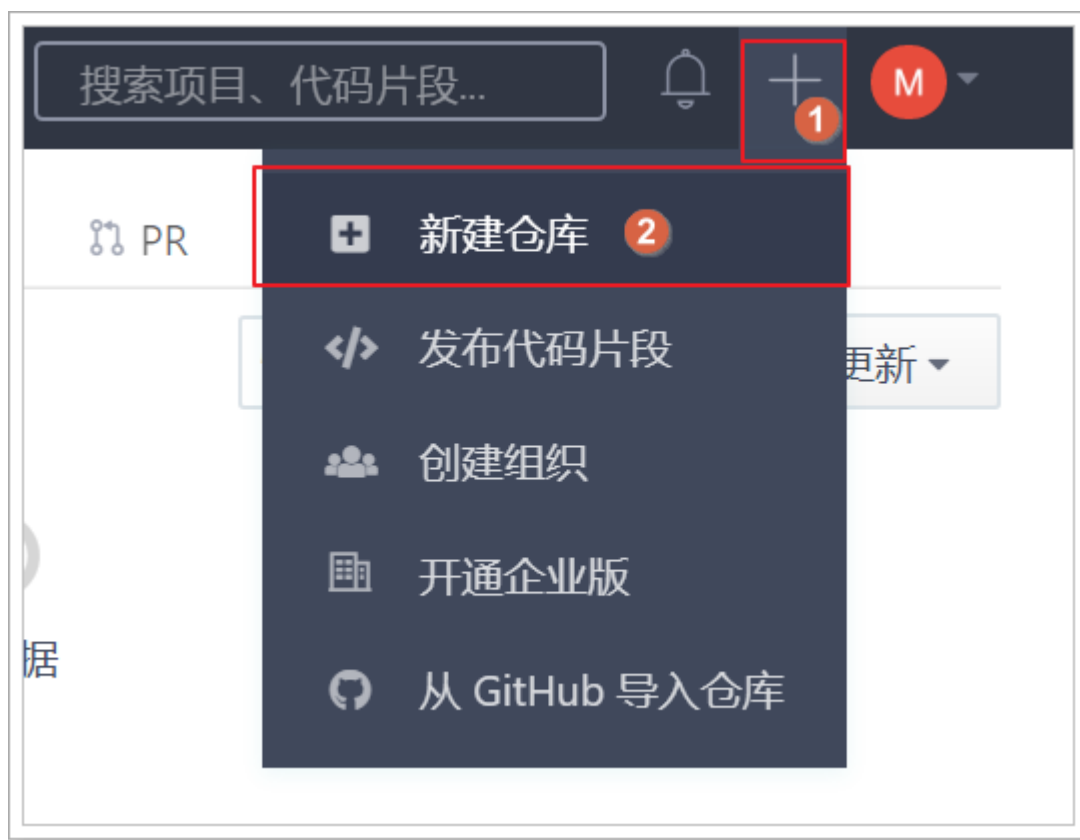 搜索项目、代码片段...
M
1
PR
新建仓库 2
发布代码片段
更新
创建组织
开通企业版
据
从 GitHub 导入仓库